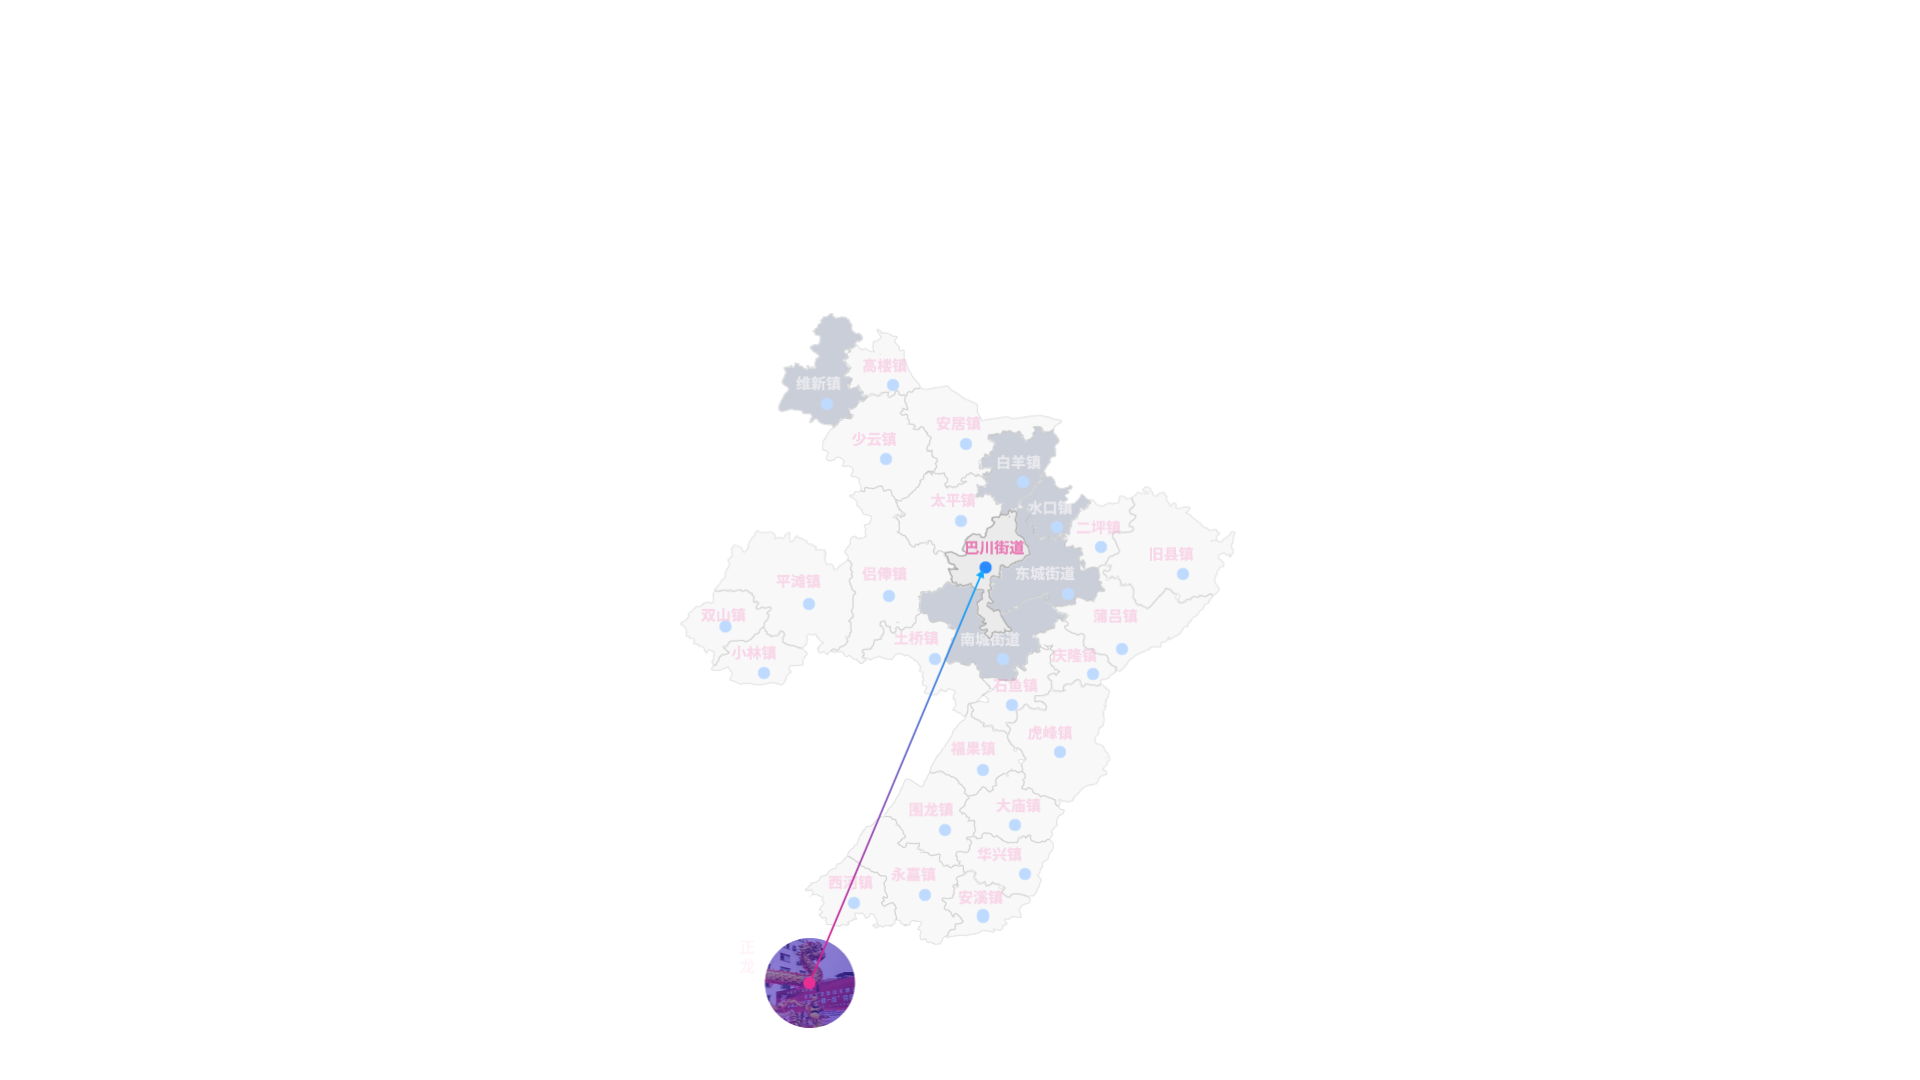 高楼镇
维新镇
安居镇
少云镇
白羊镇
太平镇
水口镇
二坪镇
巴川街道
旧县镇
东城街道
侣俸镇
平滩镇
双山镇
蒲吕镇
土桥镇
南城街道
小林镇
庆隆镇
石鱼镇
虎峰镇
福果镇
围龙镇
大庙镇
华兴镇
永嘉镇
西河镇
安溪镇
正
龙